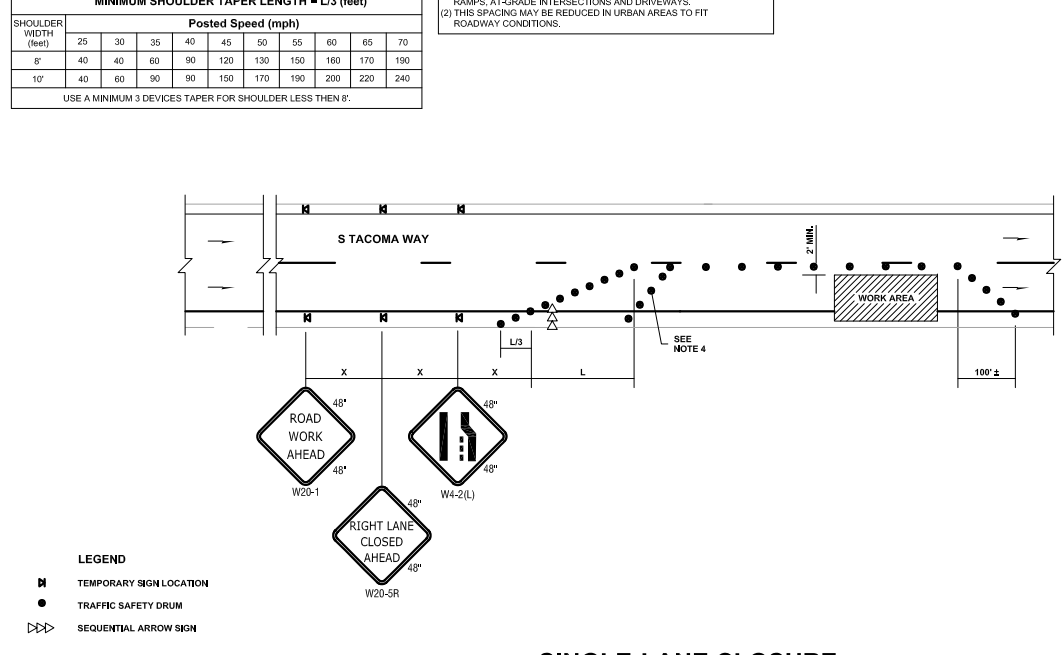 MINIMUM SHOULDER TAPER LENGTH = L/3 (feet)
SHOULDER WIDTH (feet) Posted Speed (mph)
25 30 35 40 45 50 55 60 65 70
8' 40 40 60 90 120 130 150 160 170 190
10' 40 60 90 90 150 170 190 200 220 240
USE A MINIMUM 3 DEVICES TAPER FOR SHOULDER LESS THEN 8'.
RAMPS, AT-GRADE INTERSECTIONS AND DRIVEWAYS.
(2) THIS SPACING MAY BE REDUCED IN URBAN AREAS TO FIT
ROADWAY CONDITIONS.
S TACOMA WAY
2' MIN.
WORK AREA
SEE
NOTE 4
L/3
X X X L
100' ±
ROAD
WORK
AHEAD
48"
48"
W20-1
48"
48"
W4-2(L)
RIGHT LANE
CLOSED
AHEAD
48"
48"
W20-5R
LEGEND
TEMPORARY SIGN LOCATION
TRAFFIC SAFETY DRUM
SEQUENTIAL ARROW SIGN
SINGLE LANE CLOSURE